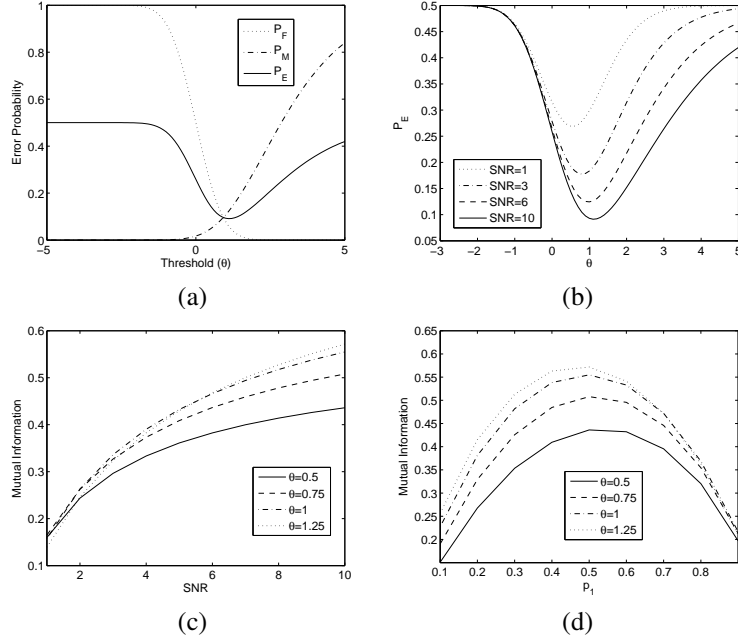 1
0.8
0.6
0.4
0.2
0
Error Probability
P_F
P_M
P_E
-5
0
5
Threshold (θ)
(a)
0.5
0.45
0.4
0.35
0.3
0.25
0.2
0.15
0.1
0.05
P_E
SNR=1
SNR=3
SNR=6
SNR=10
-3
-2
-1
0
1
2
3
4
5
θ
(b)
0.6
0.5
0.4
0.3
0.2
0.1
Mutual Information
θ=0.5
θ=0.75
θ=1
θ=1.25
2
4
6
8
10
SNR
(c)
0.65
0.6
0.55
0.5
0.45
0.4
0.35
0.3
0.25
0.2
Mutual Information
θ=0.5
θ=0.75
θ=1
θ=1.25
0.1
0.2
0.3
0.4
0.5
0.6
0.7
0.8
p_1
(d)